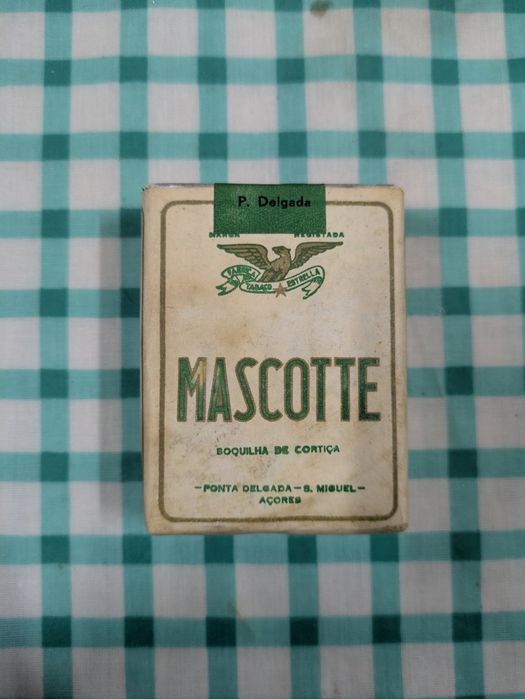 P. Delgada
MARCA REGISTADA
FABRICA TABACO ESTRELLA
MASCOTTE
BOQUILHA DE CORTIÇA
—PONTA DELGADA—S. MIGUEL—
AÇORES